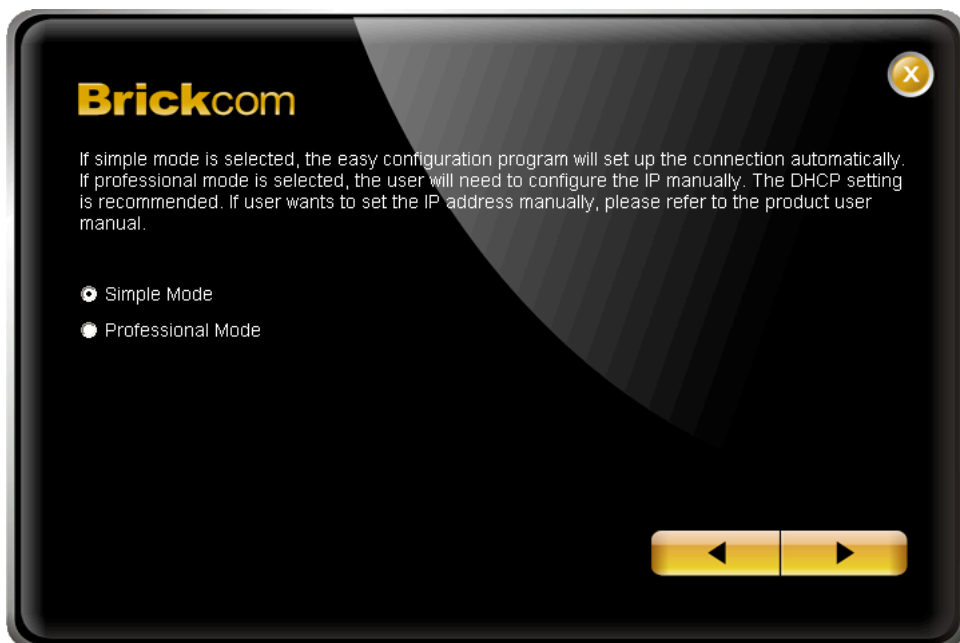 Brickcom
If simple mode is selected, the easy configuration program will set up the connection automatically.
If professional mode is selected, the user will need to configure the IP manually. The DHCP setting
is recommended. If user wants to set the IP address manually, please refer to the product user
manual.
Simple Mode
Professional Mode